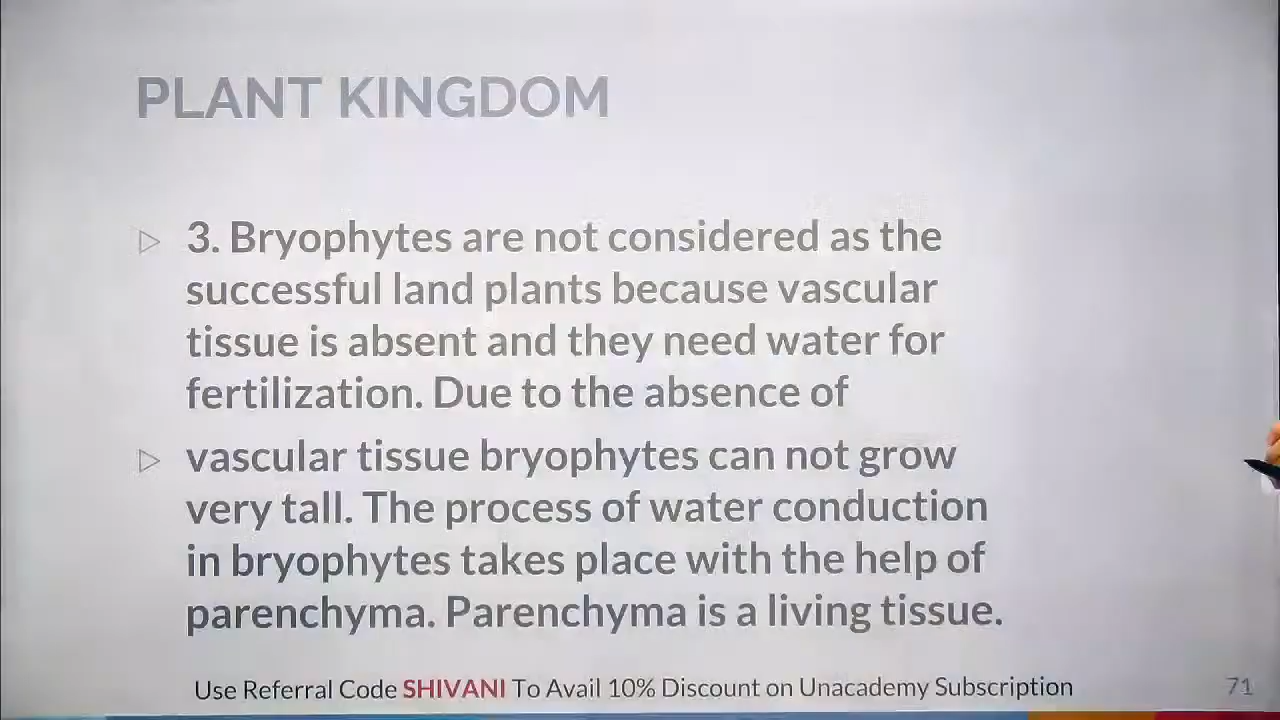 PLANT KINGDOM
3. Bryophytes are not considered as the
successful land plants because vascular
tissue is absent and they need water for
fertilization. Due to the absence of
vascular tissue bryophytes can not grow
very tall. The process of water conduction
in bryophytes takes place with the help of
parenchyma. Parenchyma is a living tissue.
Use Referral Code SHIVANI To Avail 10% Discount on Unacademy Subscription
71